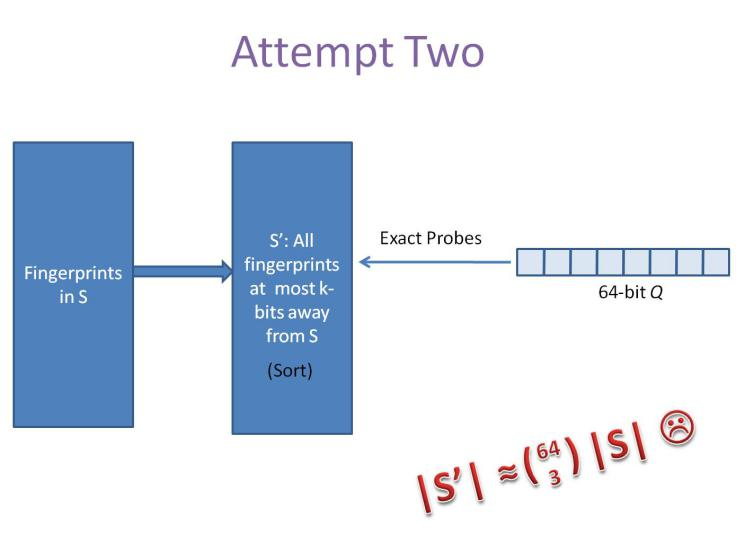 Attempt Two
Fingerprints
in S
S’: All
fingerprints
at most k-
bits away
from S
(Sort)
Exact Probes
64-bit Q
|S’| ≈(64 3) |S| ☹